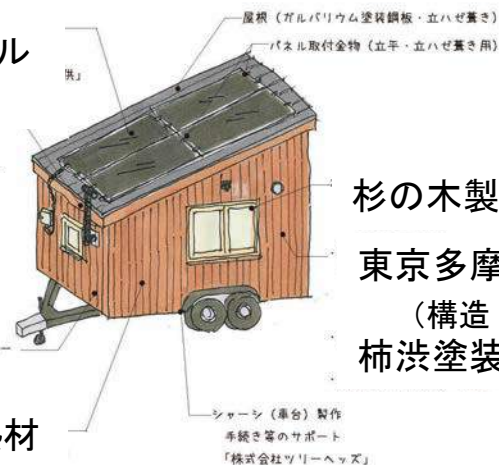 屋根（ガルバリウム塗装鋼板・立ハゼ葺き）
パネル取付金物（立平・立ハゼ葺き用）
ル
供」
杉の木製
東京多摩
（構造
柿渋塗装
材
シャーシ（車台）製作
手続き等のサポート
「株式会社ツリーヘッズ」